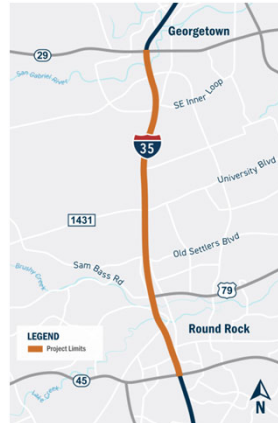 Georgetown
29
San Gabriel River
SE Inner Loop
35
University Blvd
1431
Old Settlers Blvd
Sam Bass Rd
Brushy Creek
79
LEGEND
Project Limits
Round Rock
45
Lake Creek
N